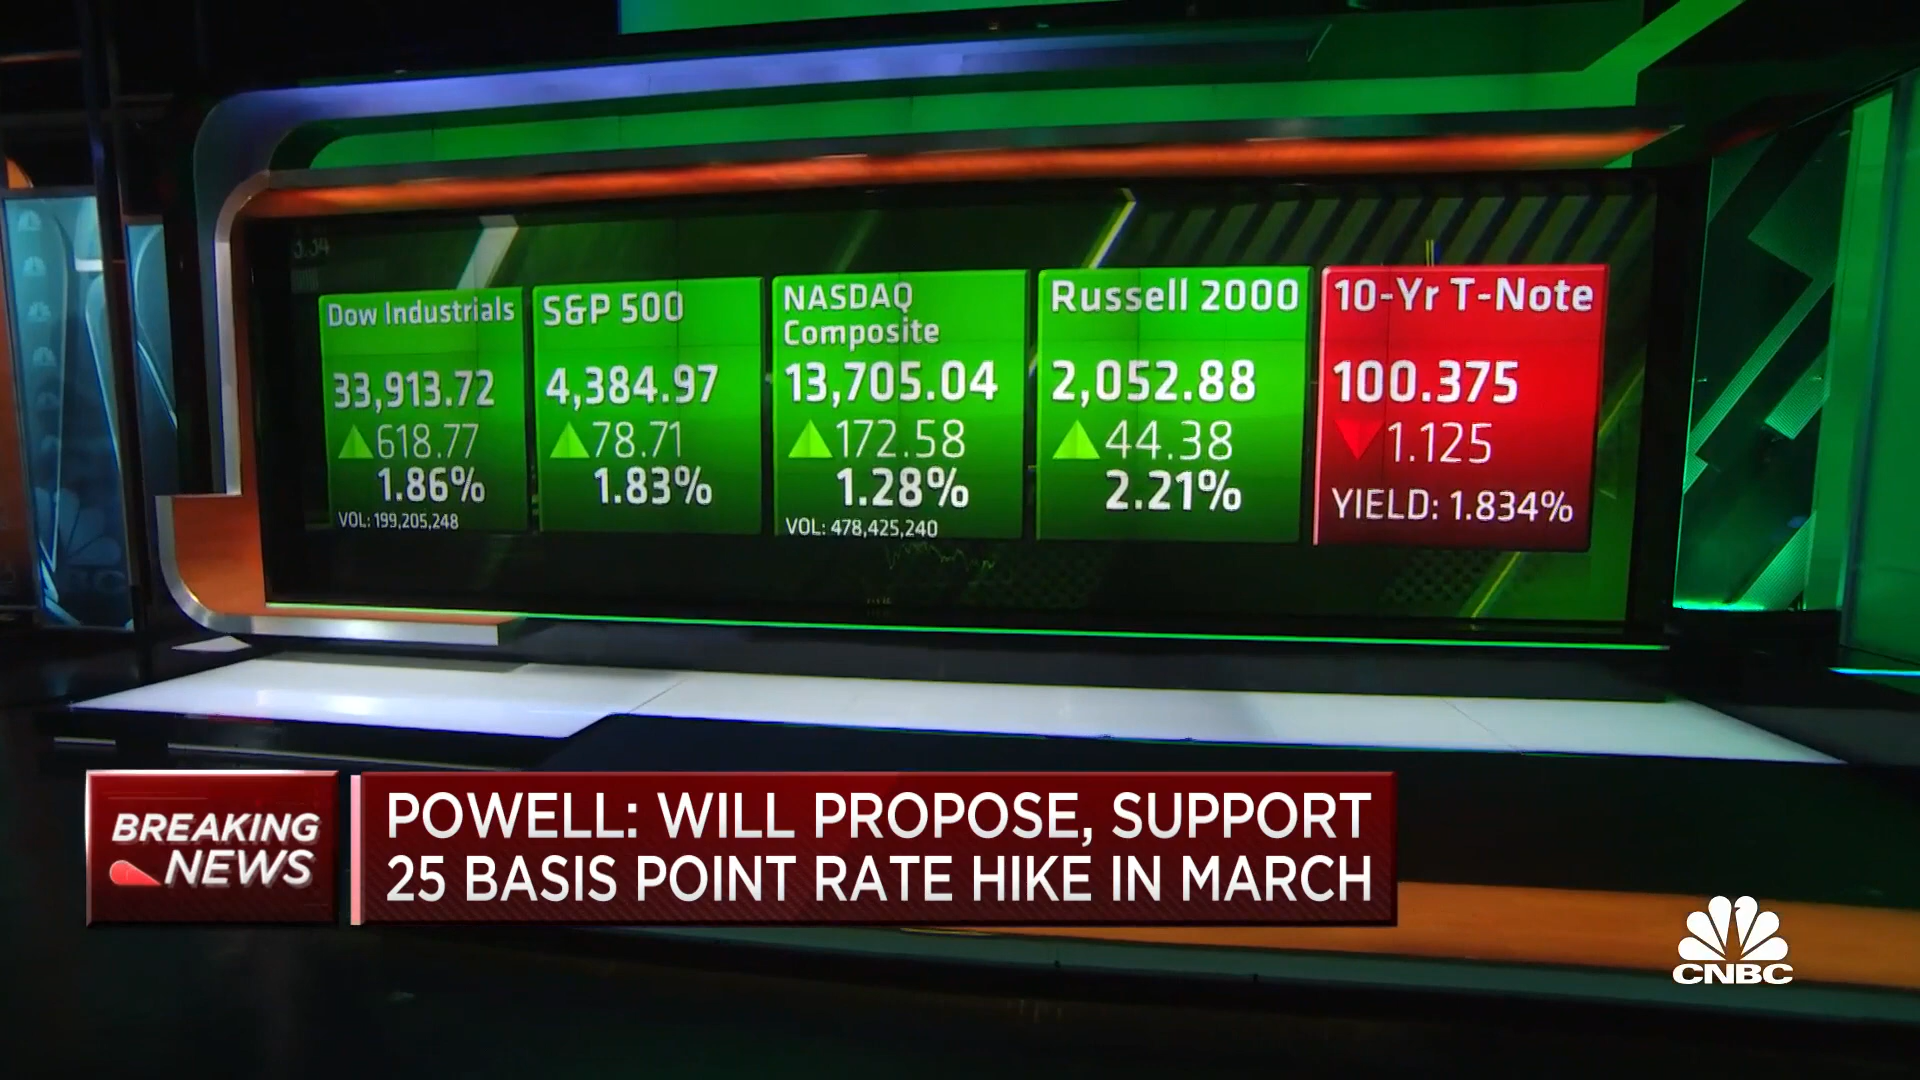 Dow Industrials
33,913.72
618.77
1.86%
VOL: 199,205,248
S&P 500
4,384.97
78.71
1.83%
NASDAQ
Composite
13,705.04
172.58
1.28%
VOL: 478,425,240
Russell 2000
2,052.88
44.38
2.21%
10-Yr T-Note
100.375
1.125
YIELD: 1.834%
BREAKING
NEWS
POWELL: WILL PROPOSE, SUPPORT
25 BASIS POINT RATE HIKE IN MARCH
CNBC